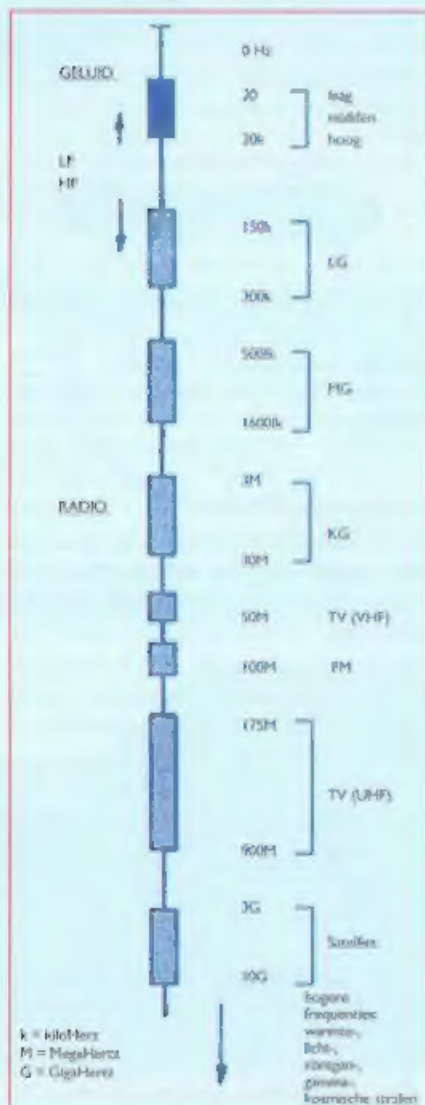 0 Hz
GELUID
20
laag
midden
20k
hoog
LF
HF
150k
LG
300k
500k
MG
1600k
3M
RADIO
KG
30M
50M
TV (VHF)
100M
FM
175M
TV (UHF)
900M
3G
Satelliet
30G
hogere
frequenties:
warmte-,
licht-,
röntgen-,
gamma-,
kosmische stralen
k = kiloHertz
M = MegaHertz
G = GigaHertz